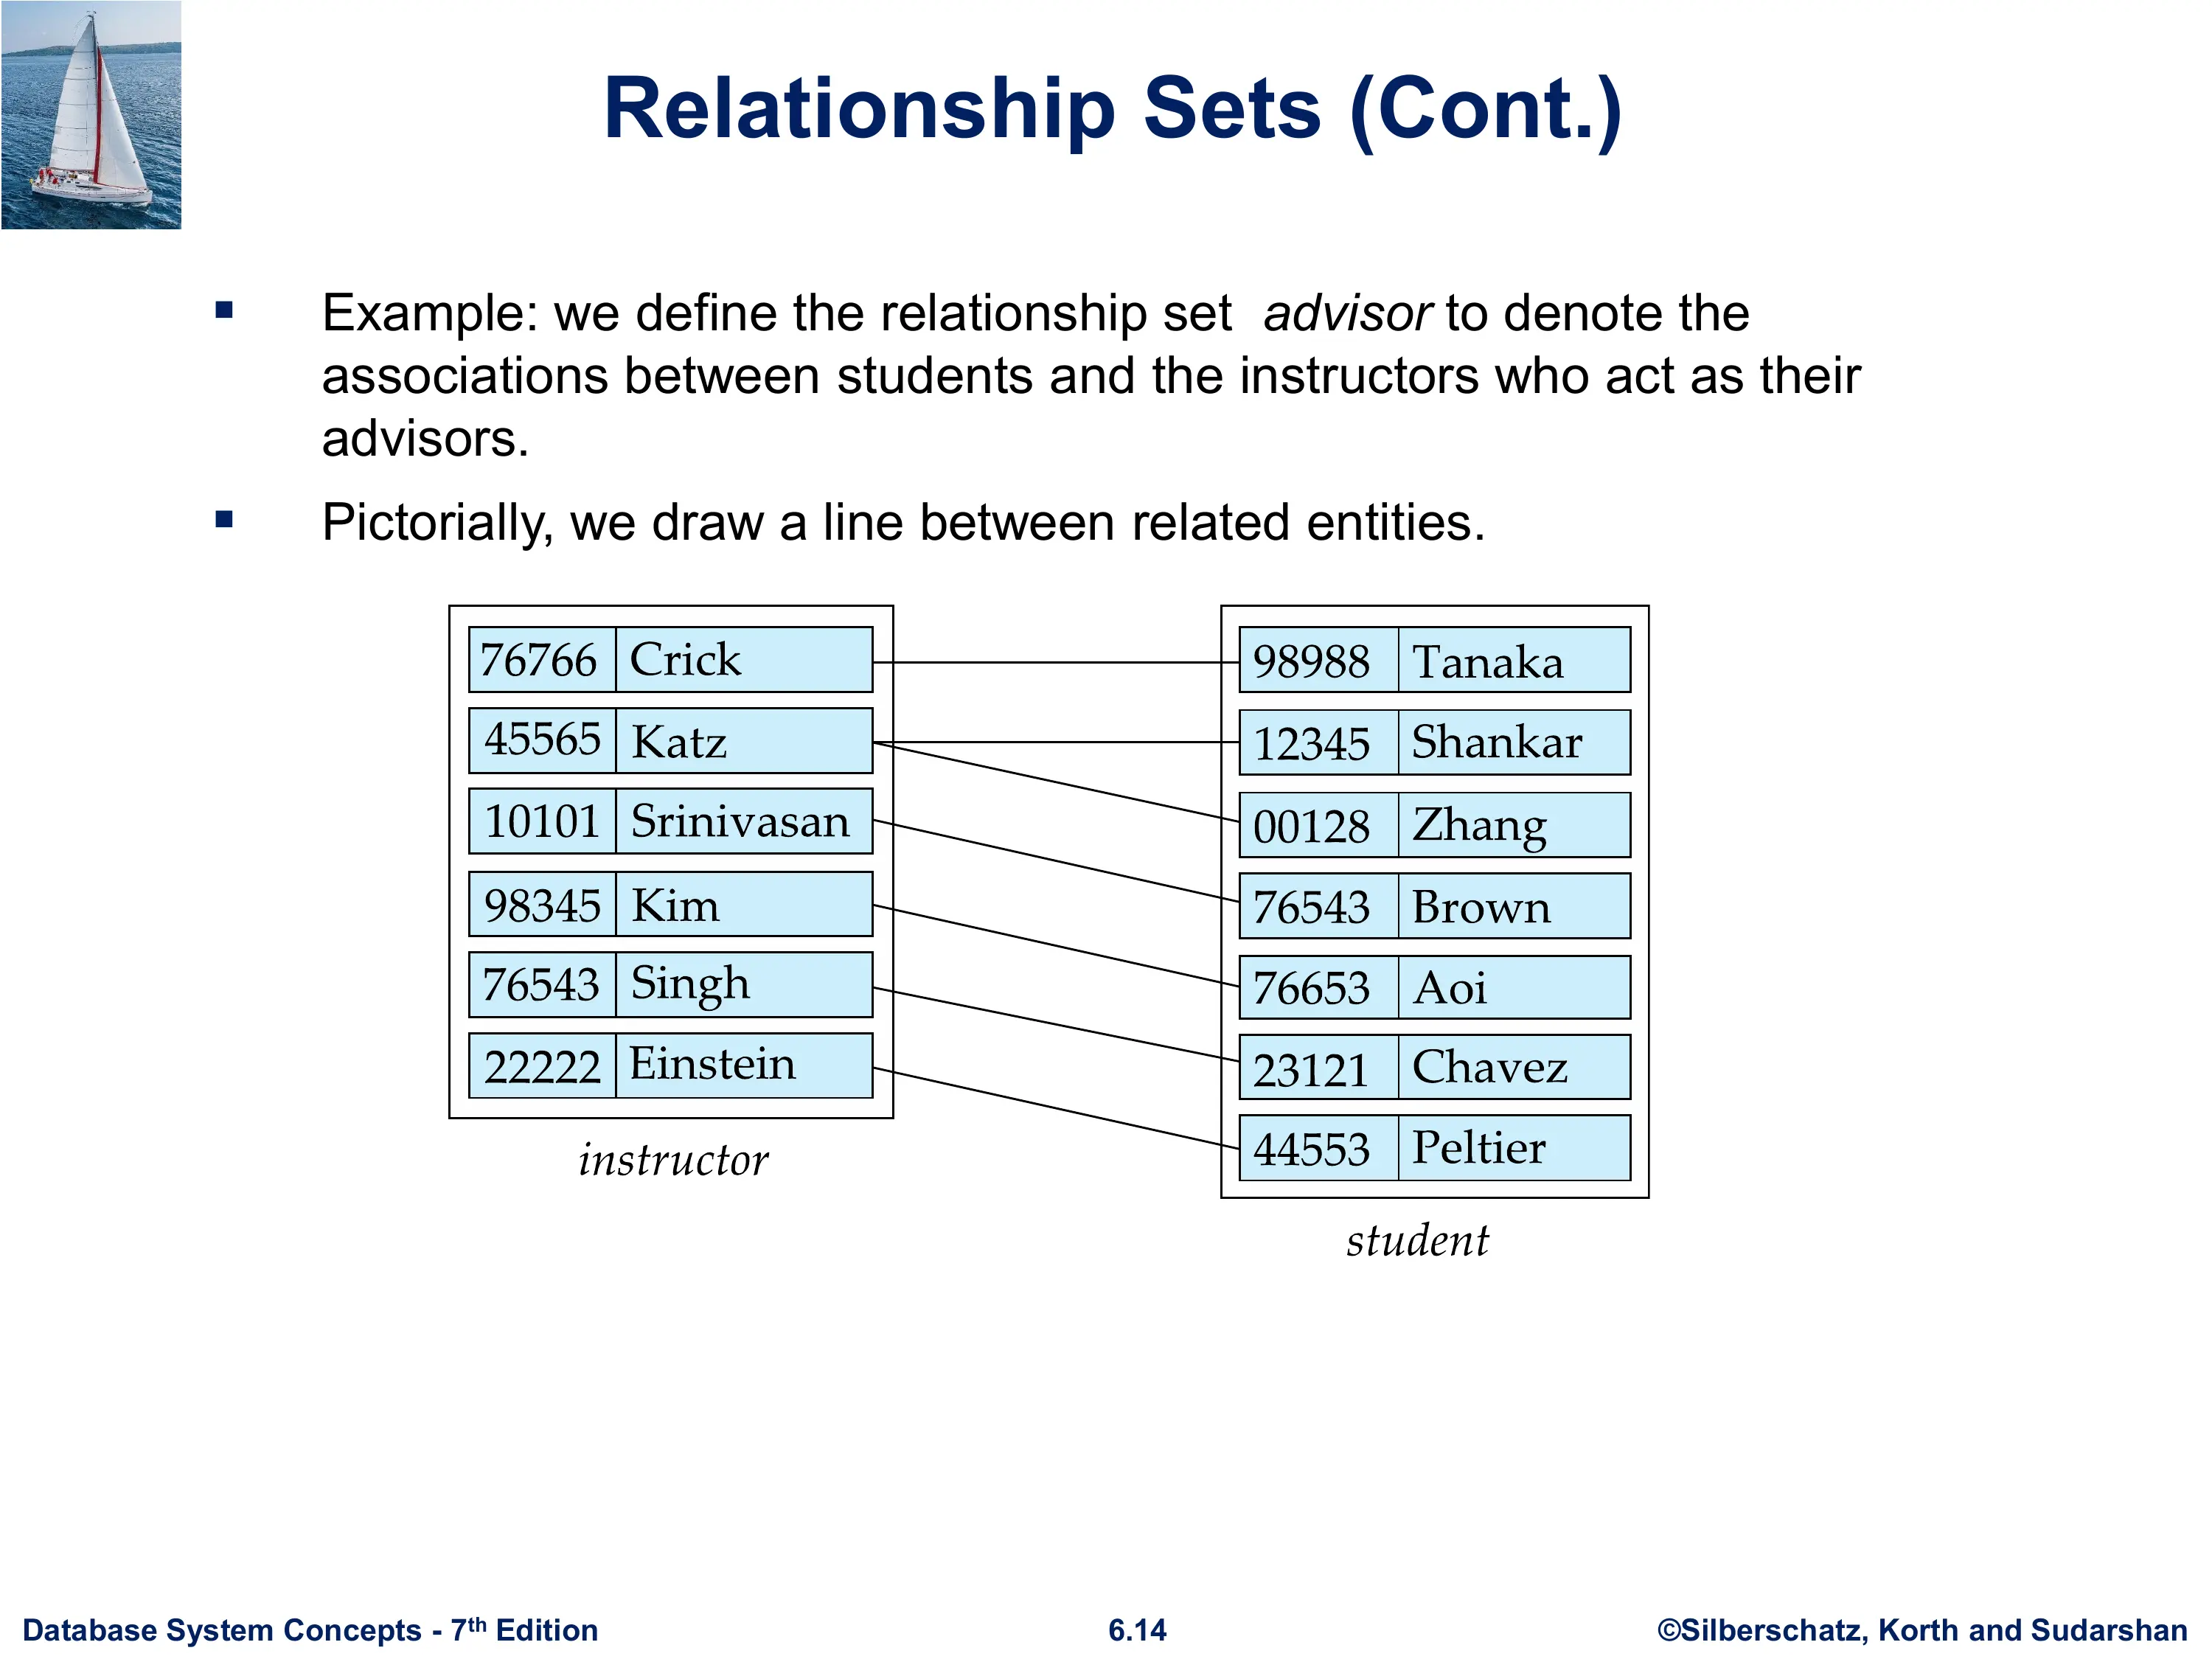 Relationship Sets (Cont.)
▪ Example: we define the relationship set advisor to denote the
associations between students and the instructors who act as their
advisors.
▪ Pictorially, we draw a line between related entities.
76766 Crick
45565 Katz
10101 Srinivasan
98345 Kim
76543 Singh
22222 Einstein
instructor
98988 Tanaka
12345 Shankar
00128 Zhang
76543 Brown
76653 Aoi
23121 Chavez
44553 Peltier
student
Database System Concepts - 7th Edition
6.14
©Silberschatz, Korth and Sudarshan